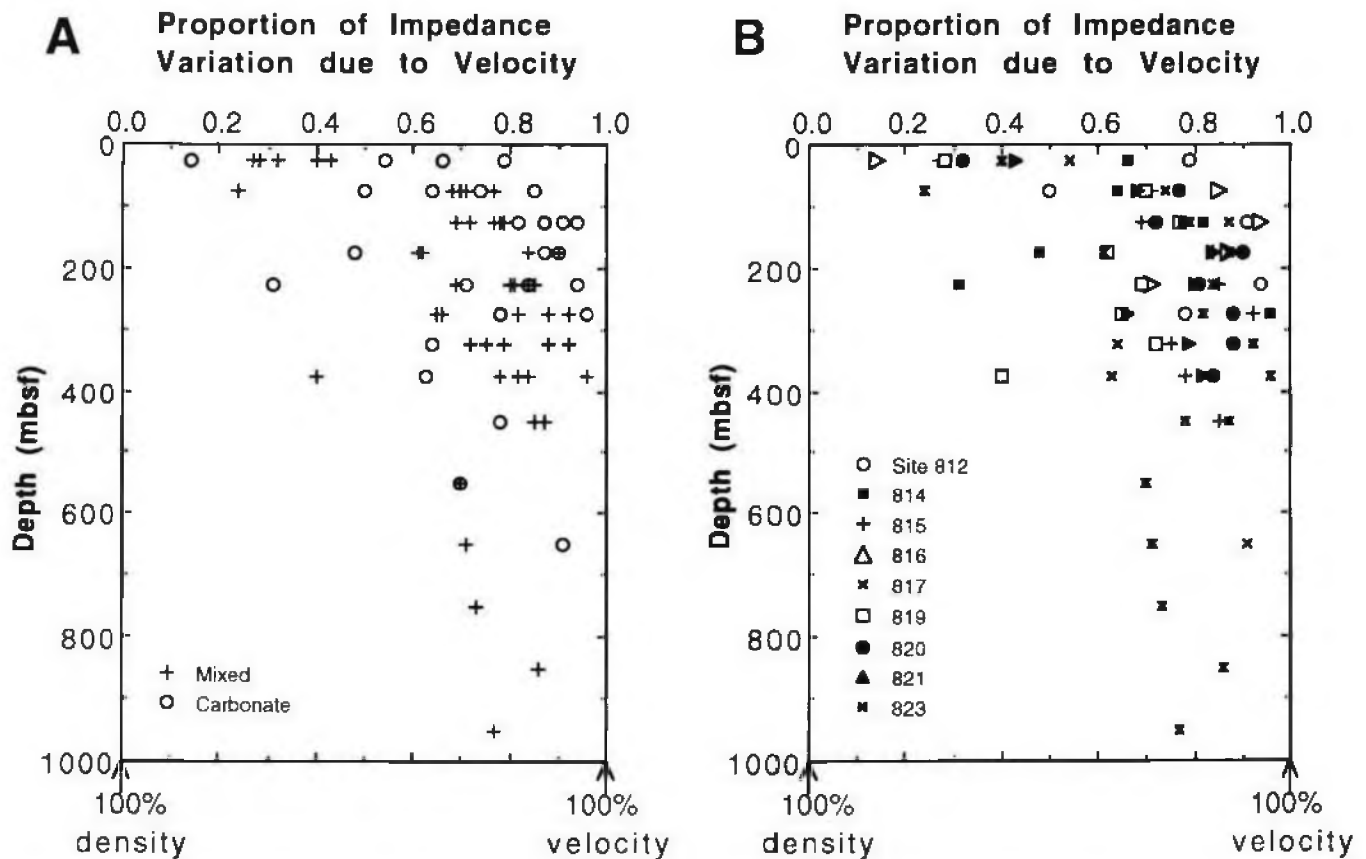 A
Proportion of Impedance
Variation due to Velocity
0.0 0.2 0.4 0.6 0.8 1.0
0
200
400
600
800
1000
Depth (mbsf)
Mixed
Carbonate
100%
density
100%
velocity
B
Proportion of Impedance
Variation due to Velocity
0.0 0.2 0.4 0.6 0.8 1.0
0
200
400
600
800
1000
Depth (mbsf)
Site 812
814
815
816
817
819
820
821
823
100%
density
100%
velocity